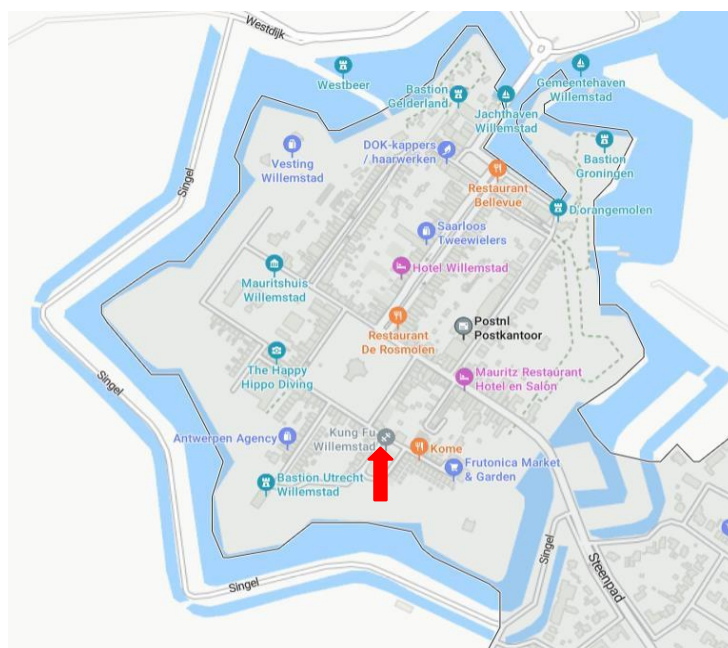 Westdijk
Westbeer
Bastion
Gelderland
Gemeentehaven
Willemstad
Jachthaven
Willemstad
DOK-kappers
/ haarwerken
Vesting
Willemstad
Bastion
Groningen
Singel
Restaurant
Bellevue
D'orangemolen
Saarloos
Tweewielers
Hotel Willemstad
Mauritshuis
Willemstad
Postnl
Postkantoor
Restaurant
De Rosmolen
The Happy
Hippo Diving
Mauritz Restaurant
Hotel en Salon
Singel
Kung Fu
Willemstad
Antwerpen Agency
Kome
Frutonica Market
& Garden
Bastion Utrecht
Willemstad
Singel
Steenpad
Singel